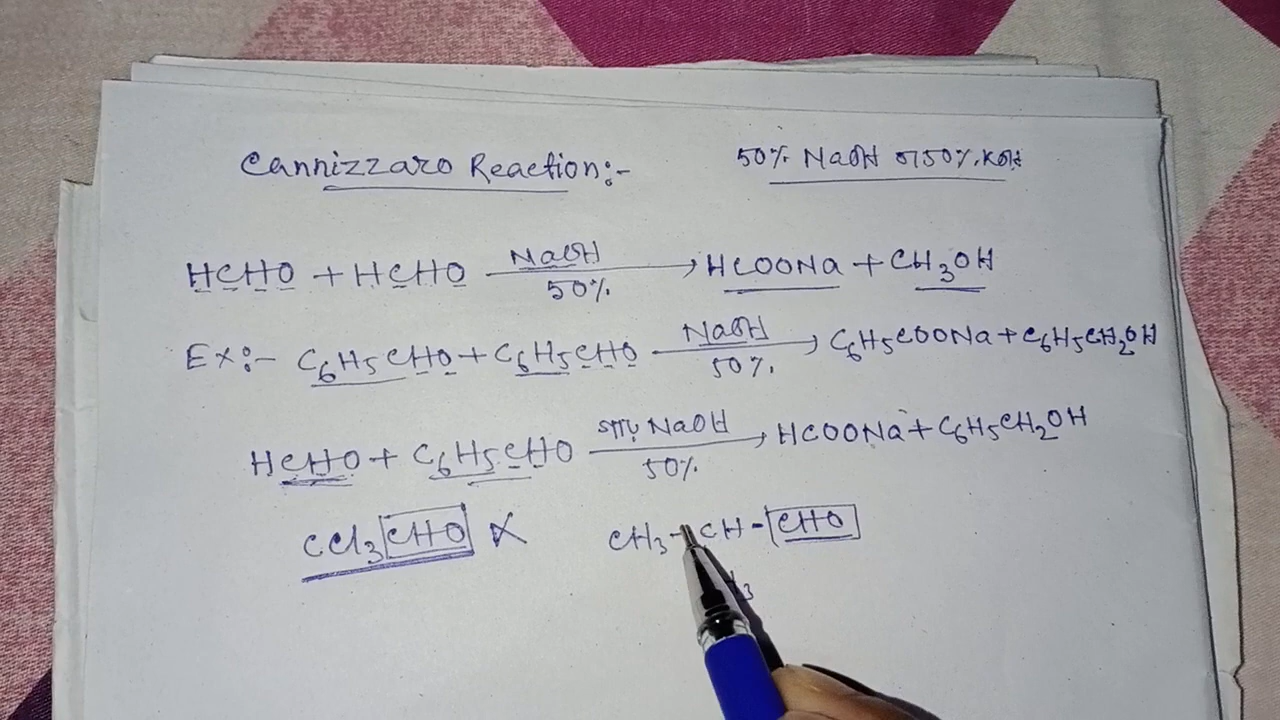 Cannizzaro Reaction:-
50% NaOH या 50% KOH
HCHO + HCHO NaOH 50% → HCOONa + CH₃OH
Ex:- C₆H₅CHO + C₆H₅CHO NaOH 50% → C₆H₅COONa + C₆H₅CH₂OH
HCHO + C₆H₅CHO सान्द्र NaOH 50% → HCOONa + C₆H₅CH₂OH
CCl₃CHO ✗
CH₃-CH-CHO
₃